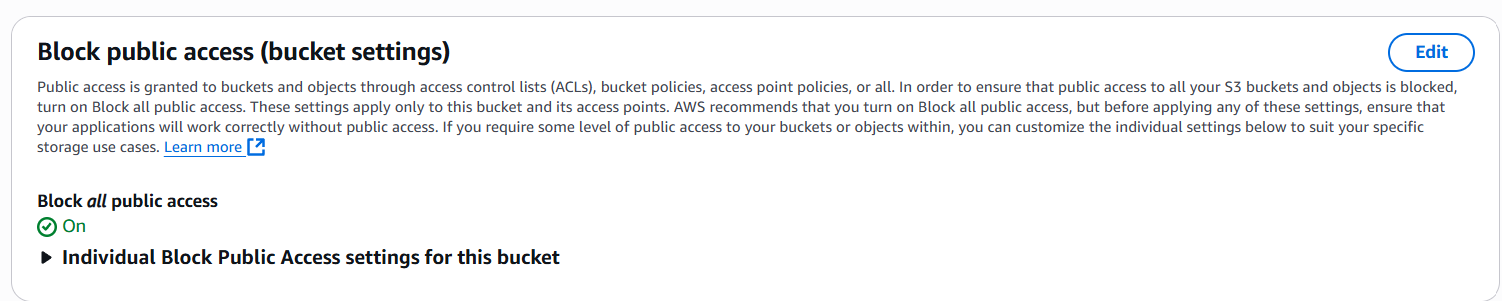 Block public access (bucket settings)
Edit
Public access is granted to buckets and objects through access control lists (ACLs), bucket policies, access point policies, or all. In order to ensure that public access to all your S3 buckets and objects is blocked,
turn on Block all public access. These settings apply only to this bucket and its access points. AWS recommends that you turn on Block all public access, but before applying any of these settings, ensure that
your applications will work correctly without public access. If you require some level of public access to your buckets or objects within, you can customize the individual settings below to suit your specific
storage use cases. Learn more
Block all public access
On
Individual Block Public Access settings for this bucket